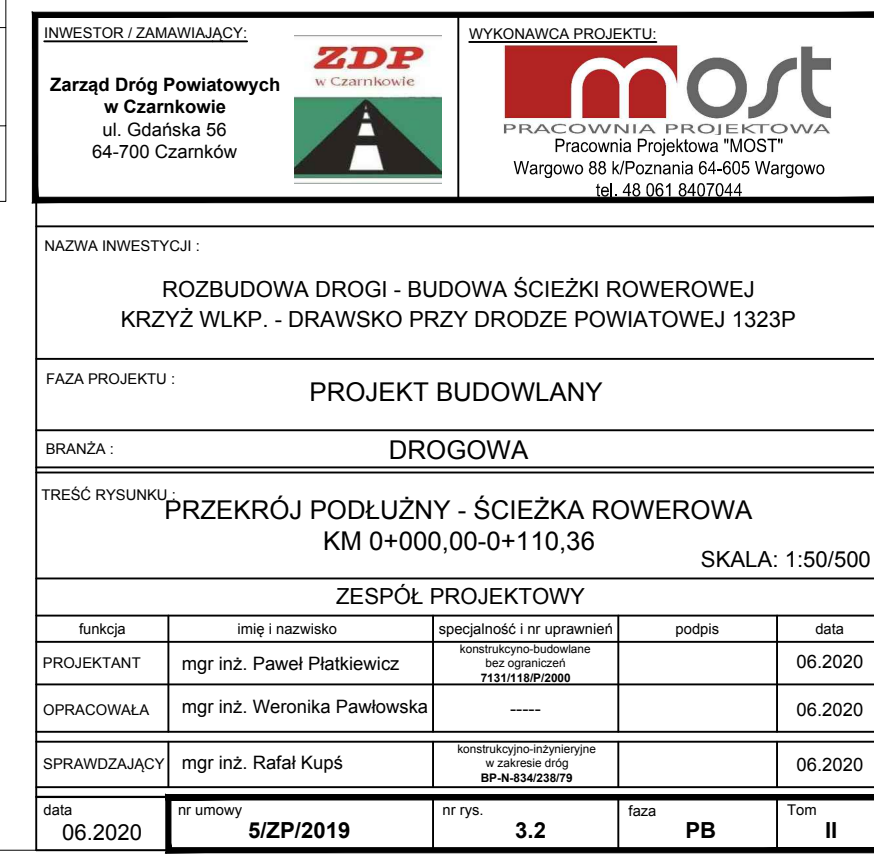 INWESTOR / ZAMAWIAJĄCY:
Zarząd Dróg Powiatowych
w Czarnkowie
ul. Gdańska 56
64-700 Czarnków
ZDP
w Czarnkowie
WYKONAWCA PROJEKTU:
most
PRACOWNIA PROJEKTOWA
Pracownia Projektowa "MOST"
Wargowo 88 k/Poznania 64-605 Wargowo
tel. 48 061 8407044
NAZWA INWESTYCJI :
ROZBUDOWA DROGI - BUDOWA ŚCIEŻKI ROWEROWEJ
KRZYŻ WLKP. - DRAWSKO PRZY DRODZE POWIATOWEJ 1323P
FAZA PROJEKTU :
PROJEKT BUDOWLANY
BRANŻA :
DROGOWA
TREŚĆ RYSUNKU :
PRZEKRÓJ PODŁUŻNY - ŚCIEŻKA ROWEROWA
KM 0+000,00-0+110,36
SKALA: 1:50/500
ZESPÓŁ PROJEKTOWY
funkcja imię i nazwisko specjalność i nr uprawnień podpis data
PROJEKTANT mgr inż. Paweł Płatkiewicz konstrukcyno-budowlane
bez ograniczeń
7131/118/P/2000
06.2020
OPRACOWAŁA mgr inż. Weronika Pawłowska ----- 06.2020
SPRAWDZAJĄCY mgr inż. Rafał Kupś konstrukcyjno-inżynieryjne
w zakresie dróg
BP-N-834/238/79
06.2020
data nr umowy nr rys. faza Tom
06.2020 5/ZP/2019 3.2 PB II